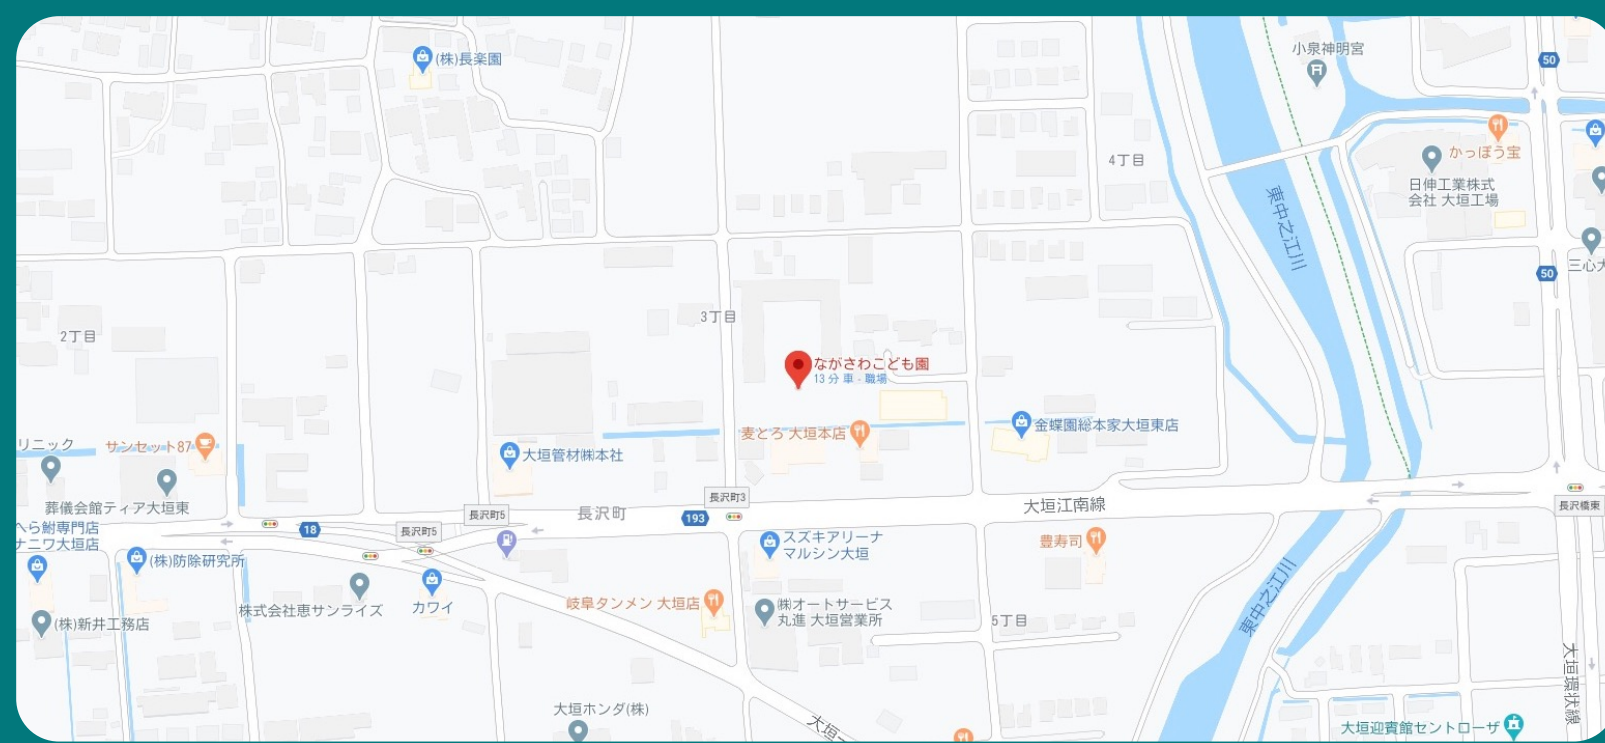 小泉神明宮
50
(株)長楽園
かっぽう宝
4丁目
日伸工業株式
会社 大垣工場
東中之江川
50
2丁目
3丁目
ながさわこども園
13 分 車 - 職場
リニック
サンセット87
麦とろ 大垣本店
金蝶園総本家大垣東店
大垣管材㈱本社
葬儀会館ティア大垣東
長沢町3
大垣江南線
長沢橋東
長沢町5
長沢町
193
長沢町5
18
へら鮒専門店
ナニワ大垣店
(株)防除研究所
スズキアリーナ
マルシン大垣
豊寿司
株式会社恵サンライズ
カワイ
岐阜タンメン 大垣店
㈱オートサービス
丸進 大垣営業所
(株)新井工務店
5丁目
東中之江川
大垣環状線
大垣ホンダ(株)
大垣迎賓館セントローザ